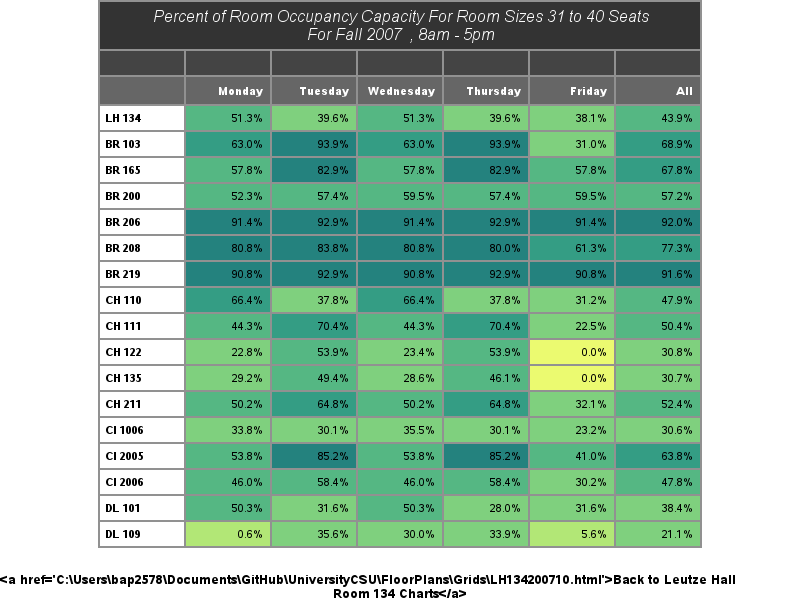 Percent of Room Occupancy Capacity For Room Sizes 31 to 40 Seats
For Fall 2007 , 8am - 5pm
Monday Tuesday Wednesday Thursday Friday All
LH 134 51.3% 39.6% 51.3% 39.6% 38.1% 43.9%
BR 103 63.0% 93.9% 63.0% 93.9% 31.0% 68.9%
BR 165 57.8% 82.9% 57.8% 82.9% 57.8% 67.8%
BR 200 52.3% 57.4% 59.5% 57.4% 59.5% 57.2%
BR 206 91.4% 92.9% 91.4% 92.9% 91.4% 92.0%
BR 208 80.8% 83.8% 80.8% 80.0% 61.3% 77.3%
BR 219 90.8% 92.9% 90.8% 92.9% 90.8% 91.6%
CH 110 66.4% 37.8% 66.4% 37.8% 31.2% 47.9%
CH 111 44.3% 70.4% 44.3% 70.4% 22.5% 50.4%
CH 122 22.8% 53.9% 23.4% 53.9% 0.0% 30.8%
CH 135 29.2% 49.4% 28.6% 46.1% 0.0% 30.7%
CH 211 50.2% 64.8% 50.2% 64.8% 32.1% 52.4%
CI 1006 33.8% 30.1% 35.5% 30.1% 23.2% 30.6%
CI 2005 53.8% 85.2% 53.8% 85.2% 41.0% 63.8%
CI 2006 46.0% 58.4% 46.0% 58.4% 30.2% 47.8%
DL 101 50.3% 31.6% 50.3% 28.0% 31.6% 38.4%
DL 109 0.6% 35.6% 30.0% 33.9% 5.6% 21.1%
<a href='C:\Users\bap2578\Documents\GitHub\UniversityCSU\FloorPlans\Grids\LH134200710.html'>Back to Leutze Hall
Room 134 Charts</a>